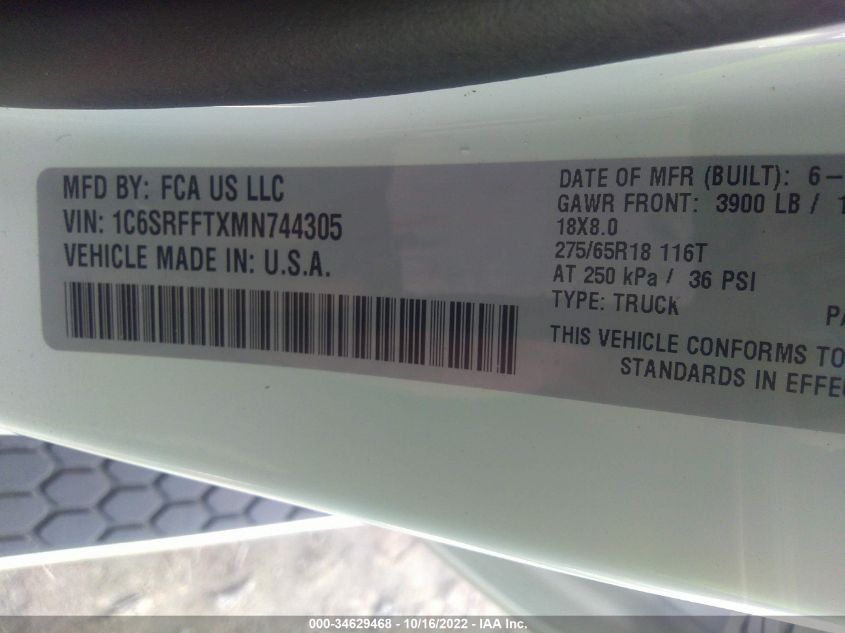 MFD BY: FCA US LLC
VIN: 1C6SRFFTXMN744305
VEHICLE MADE IN: U.S.A.
DATE OF MFR (BUILT): 6-
GAWR FRONT: 3900 LB /
18X8.0
275/65R18 116T
AT 250 kPa / 36 PSI
TYPE: TRUCK
THIS VEHICLE CONFORMS TO
STANDARDS IN
000-34629468 - 10/16/2022 - IAA Inc.